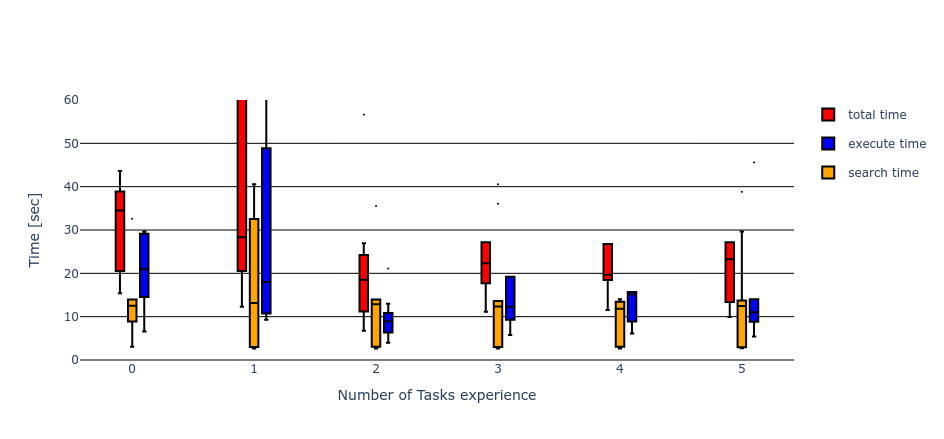 60
50
40
30
20
10
0
Time [sec]
0 1 2 3 4 5
Number of Tasks experience
total time
execute time
search time